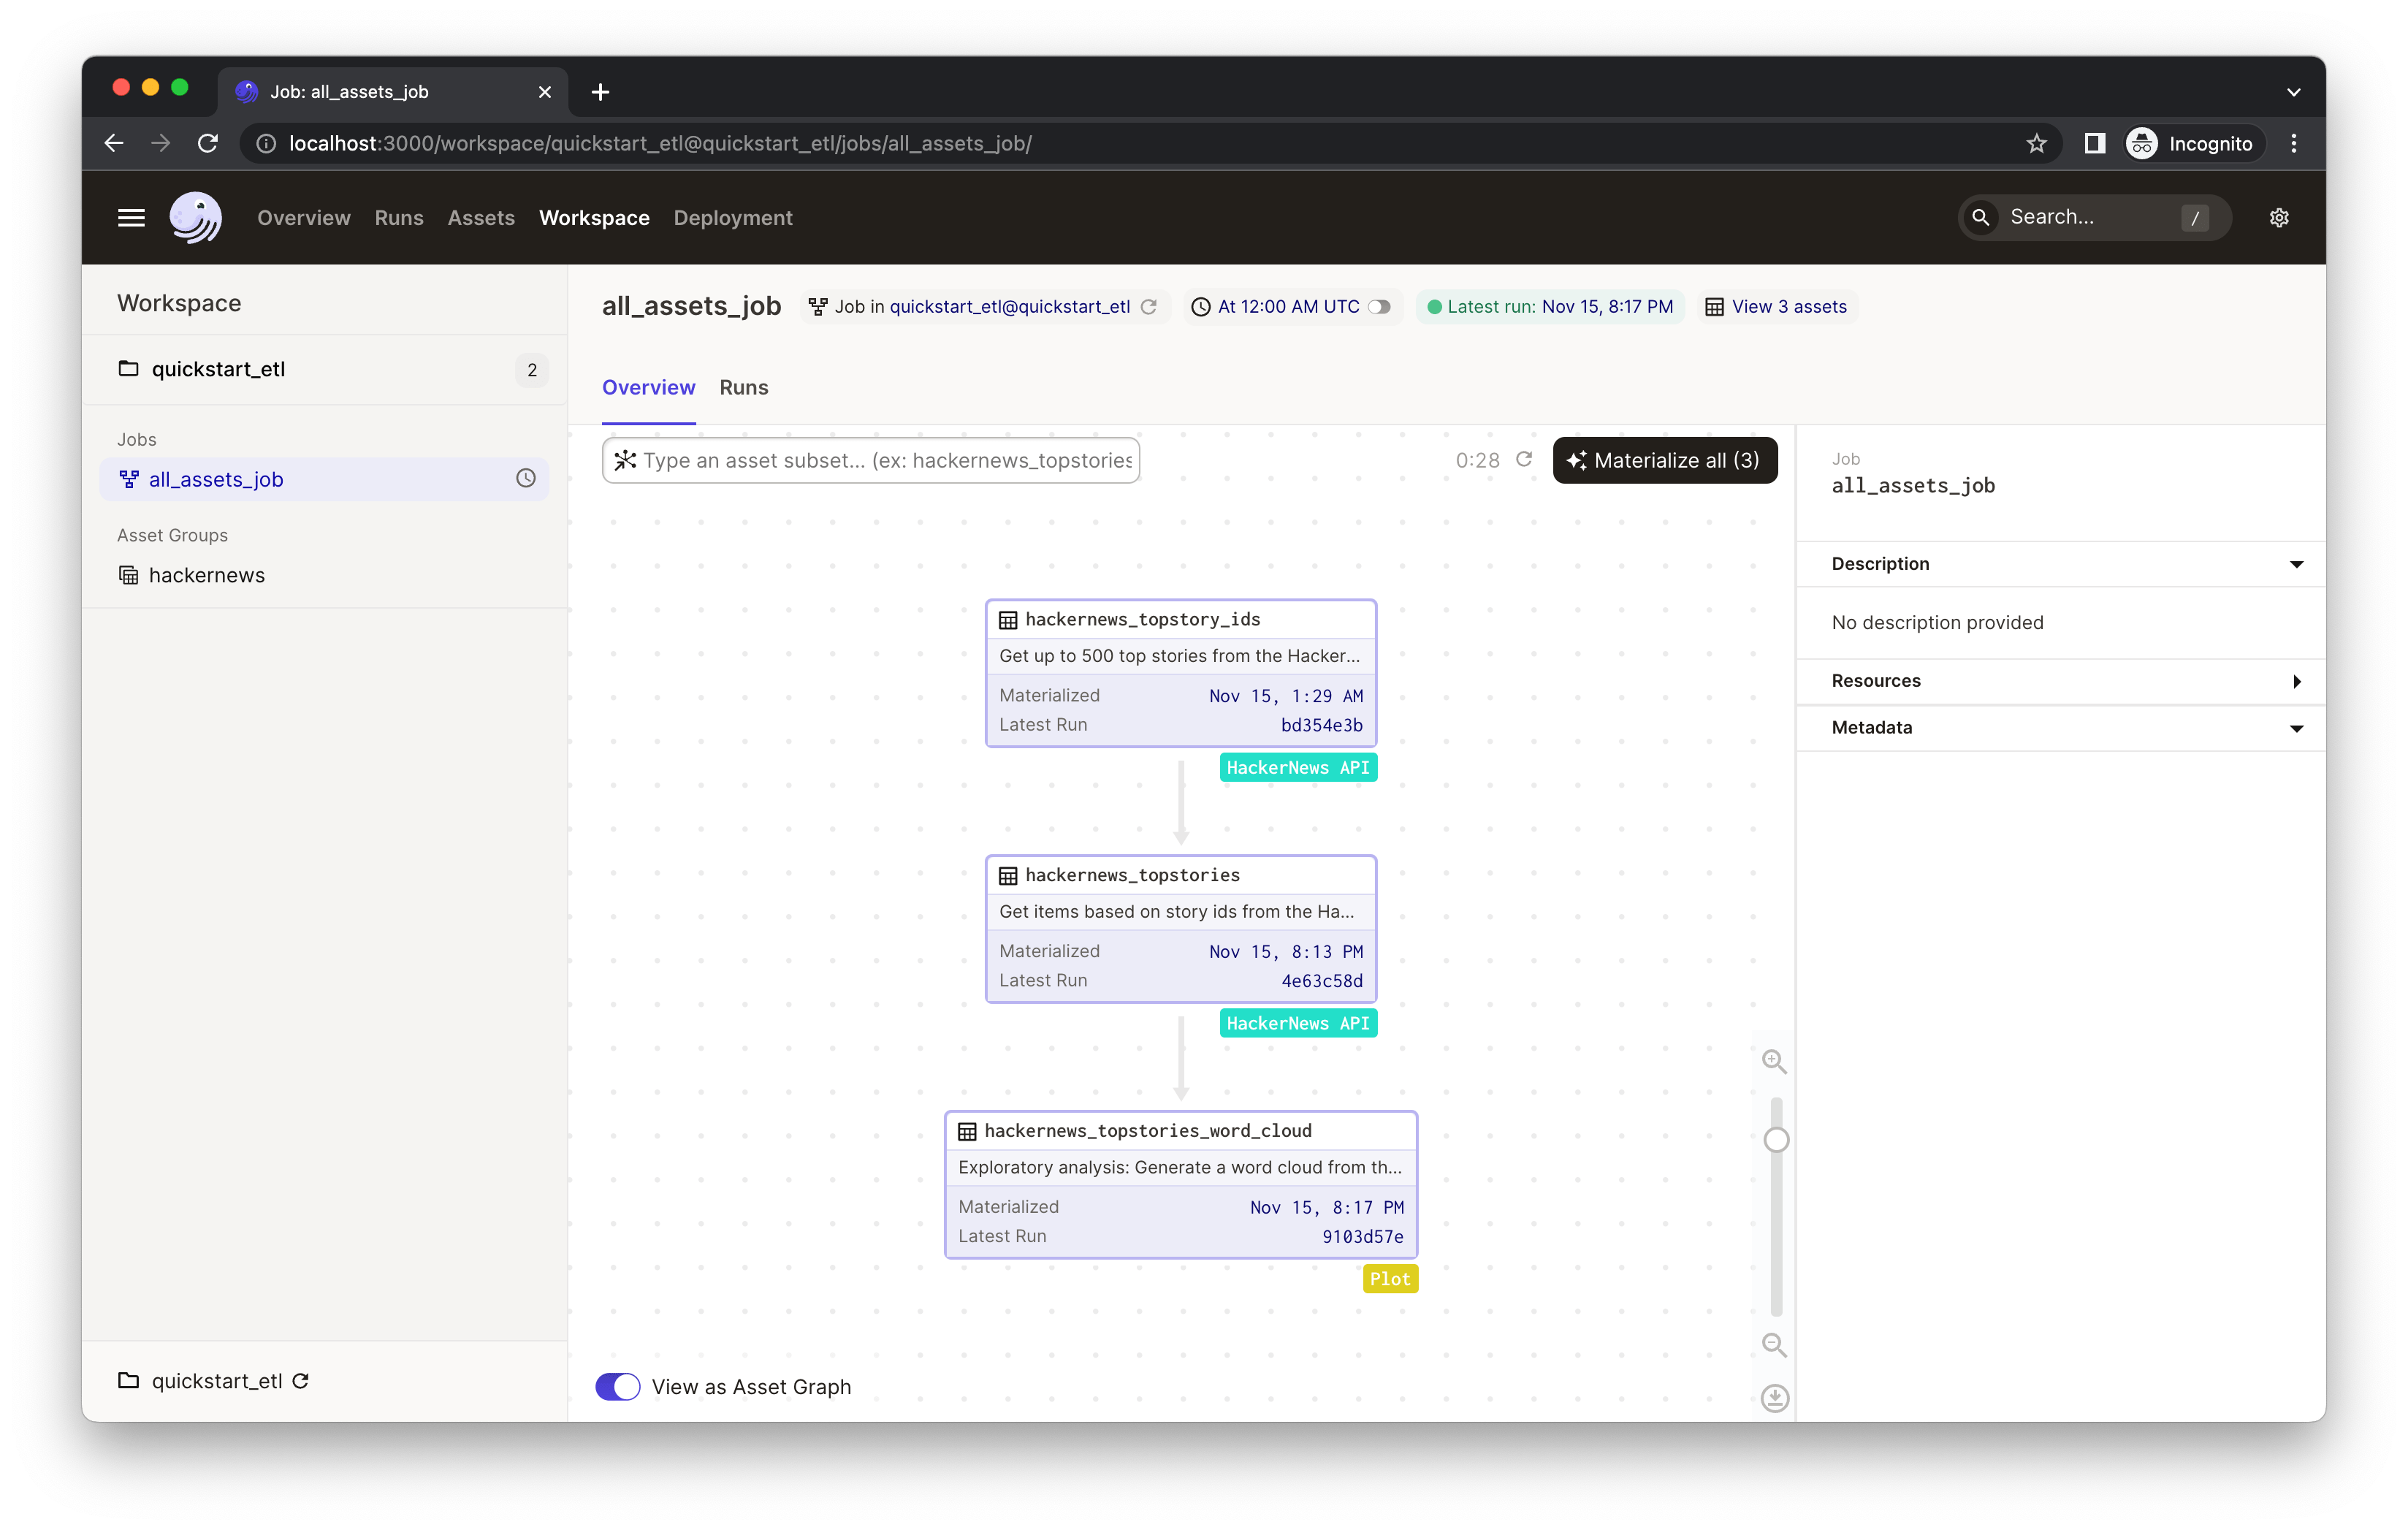 Job: all_assets_job
localhost:3000/workspace/quickstart_etl@quickstart_etl/jobs/all_assets_job/
Incognito
Overview Runs Assets Workspace Deployment
Search... /
Workspace
quickstart_etl 2
Jobs
all_assets_job
Asset Groups
hackernews
quickstart_etl
all_assets_job Job in quickstart_etl@quickstart_etl At 12:00 AM UTC Latest run: Nov 15, 8:17 PM View 3 assets
Overview Runs
Type an asset subset... (ex: hackernews_topstories
0:28 Materialize all (3)
hackernews_topstory_ids
Get up to 500 top stories from the Hacker...
Materialized Nov 15, 1:29 AM
Latest Run bd354e3b
HackerNews API
hackernews_topstories
Get items based on story ids from the Ha...
Materialized Nov 15, 8:13 PM
Latest Run 4e63c58d
HackerNews API
hackernews_topstories_word_cloud
Exploratory analysis: Generate a word cloud from th...
Materialized Nov 15, 8:17 PM
Latest Run 9103d57e
Plot
View as Asset Graph
Job
all_assets_job
Description
No description provided
Resources
Metadata